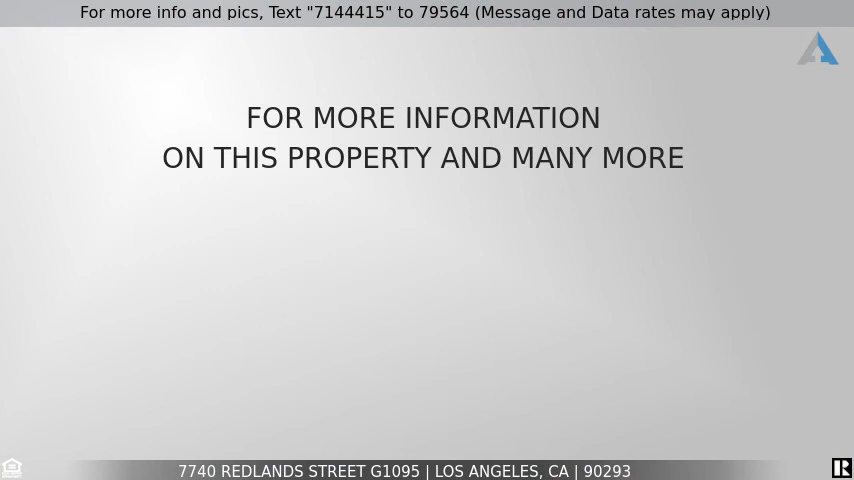 For more info and pics, Text "7144415" to 79564 (Message and Data rates may apply)
FOR MORE INFORMATION
ON THIS PROPERTY AND MANY MORE
7740 REDLANDS STREET G1095 | LOS ANGELES, CA | 90293